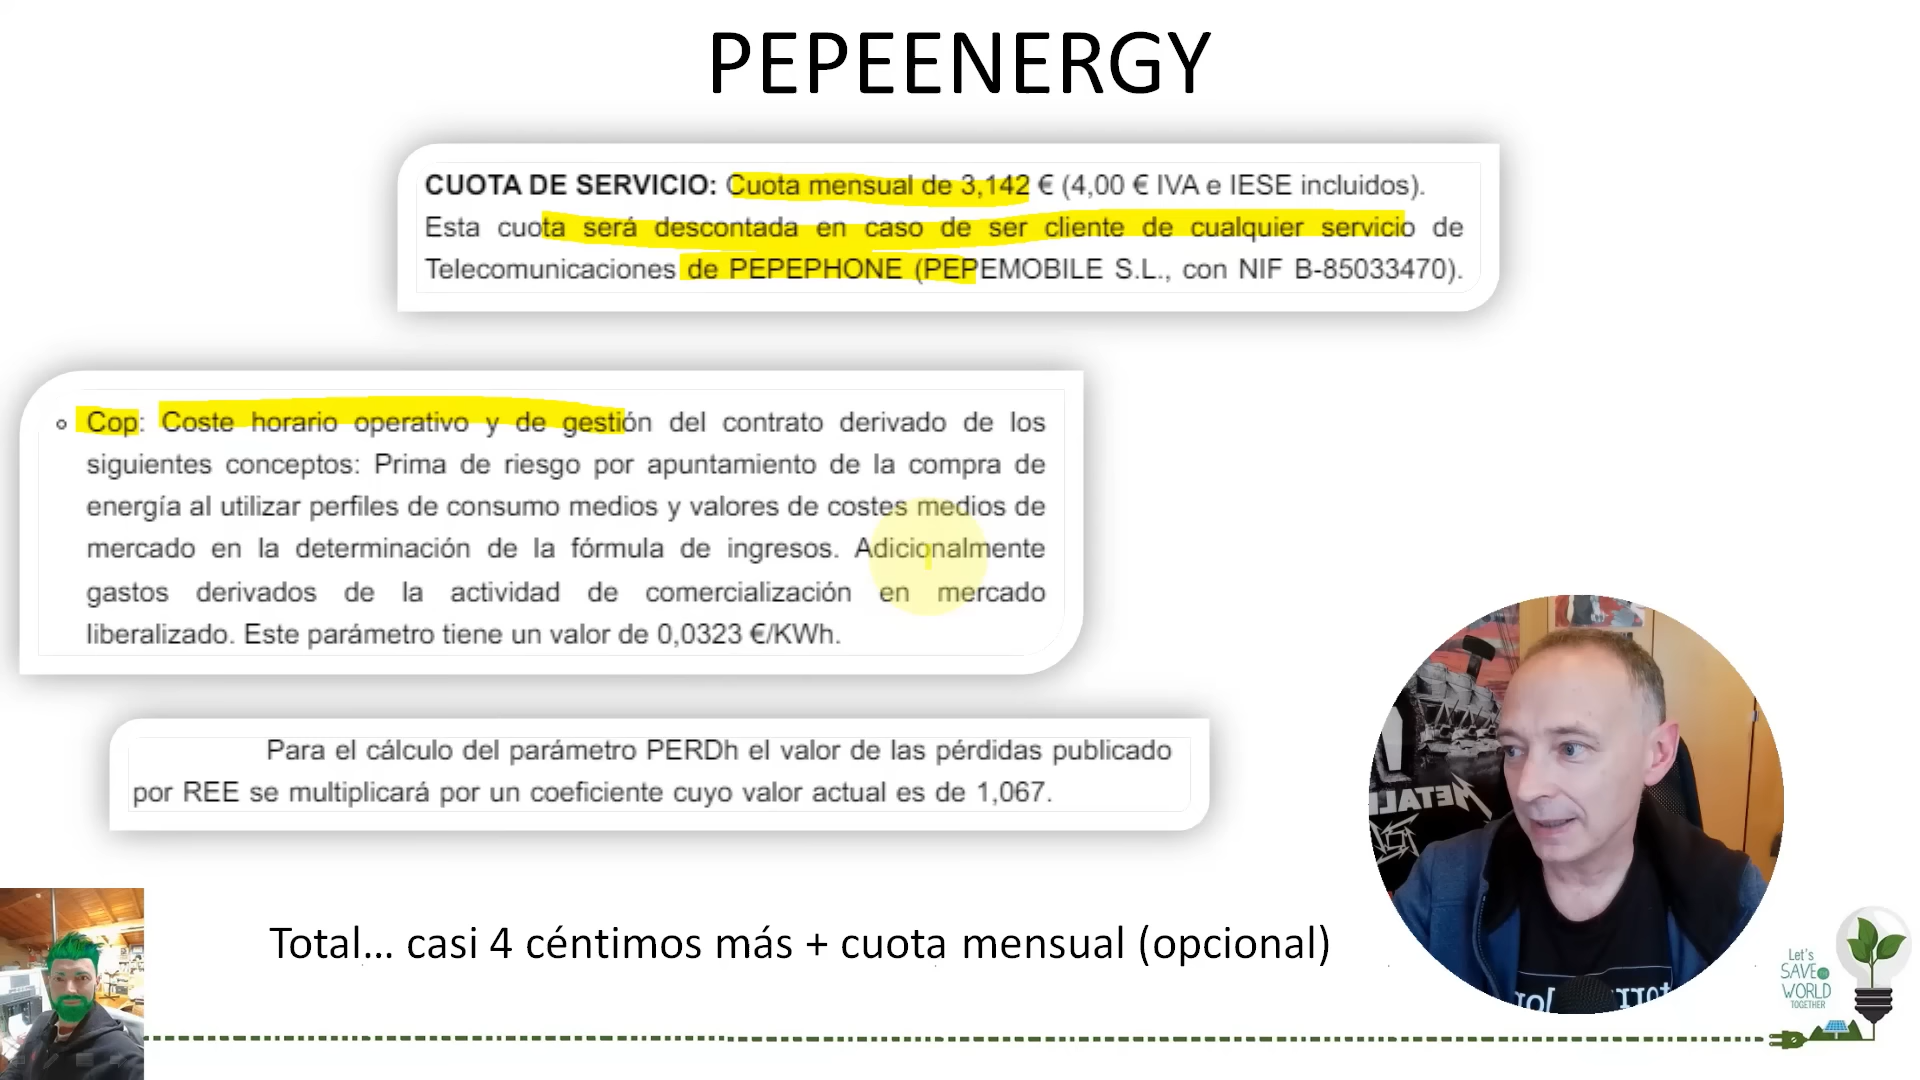 PEPEENERGY
CUOTA DE SERVICIO: Cuota mensual de 3,142 € (4,00 € IVA e IESE incluidos).
Esta cuota será descontada en caso de ser cliente de cualquier servicio de
Telecomunicaciones de PEPEPHONE (PEPEMOBILE S.L., con NIF B-85033470).
Cop: Coste horario operativo y de gestión del contrato derivado de los
siguientes conceptos: Prima de riesgo por apuntamiento de la compra de
energía al utilizar perfiles de consumo medios y valores de costes medios de
mercado en la determinación de la fórmula de ingresos. Adicionalmente
gastos derivados de la actividad de comercialización en mercado
liberalizado. Este parámetro tiene un valor de 0,0323 €/KWh.
Para el cálculo del parámetro PERDh el valor de las pérdidas publicado
por REE se multiplicará por un coeficiente cuyo valor actual es de 1,067.
Total... casi 4 céntimos más + cuota mensual (opcional)
Let's
SAVE
WORLD
TOGETHER